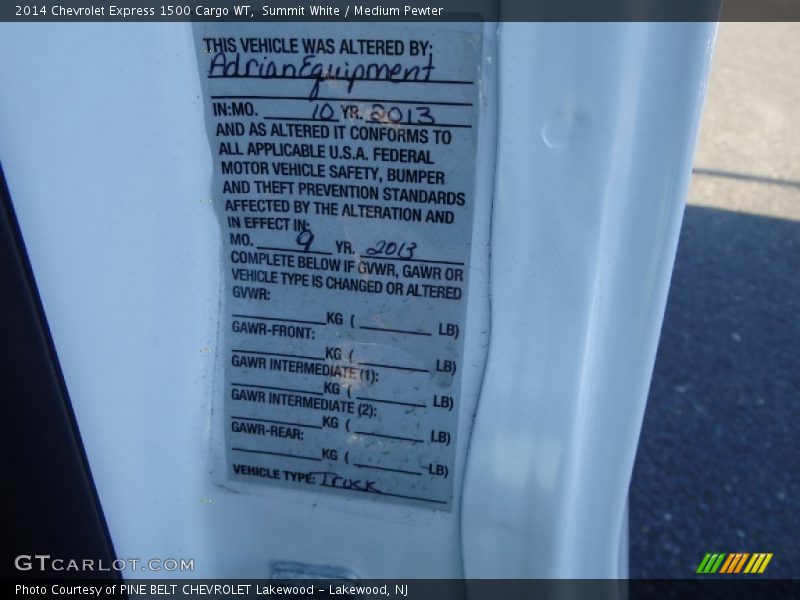 2014 Chevrolet Express 1500 Cargo WT, Summit White / Medium Pewter
THIS VEHICLE WAS ALTERED BY:
Adrian Equipment
IN:MO. 10 YR. 2013
AND AS ALTERED IT CONFORMS TO
ALL APPLICABLE U.S.A. FEDERAL
MOTOR VEHICLE SAFETY, BUMPER
AND THEFT PREVENTION STANDARDS
AFFECTED BY THE ALTERATION AND
IN EFFECT IN:
MO. 9 YR. 2013
COMPLETE BELOW IF GVWR, GAWR OR
VEHICLE TYPE IS CHANGED OR ALTERED
GVWR:
KG ( LB)
GAWR-FRONT:
KG ( LB)
GAWR INTERMEDIATE (1):
KG ( LB)
GAWR INTERMEDIATE (2):
KG ( LB)
GAWR-REAR:
KG ( LB)
VEHICLE TYPE: Truck
GTCARLOT.COM
Photo Courtesy of PINE BELT CHEVROLET Lakewood - Lakewood, NJ